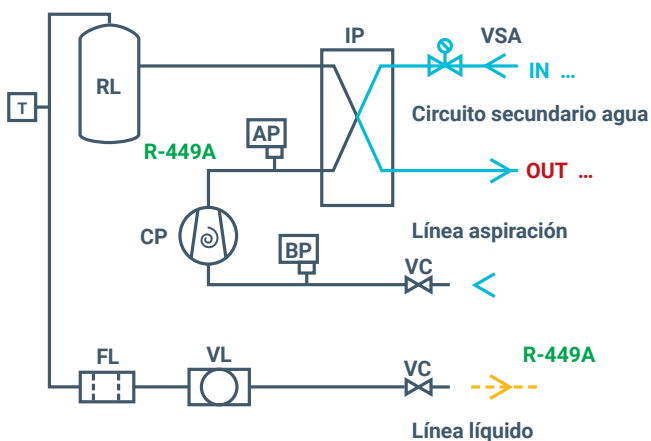 IP
VSA
RL
IN ...
T
Circuito secundario agua
AP
R-449A
OUT ...
CP
BP
Línea aspiración
VC
FL
VL
VC
R-449A
Línea líquido